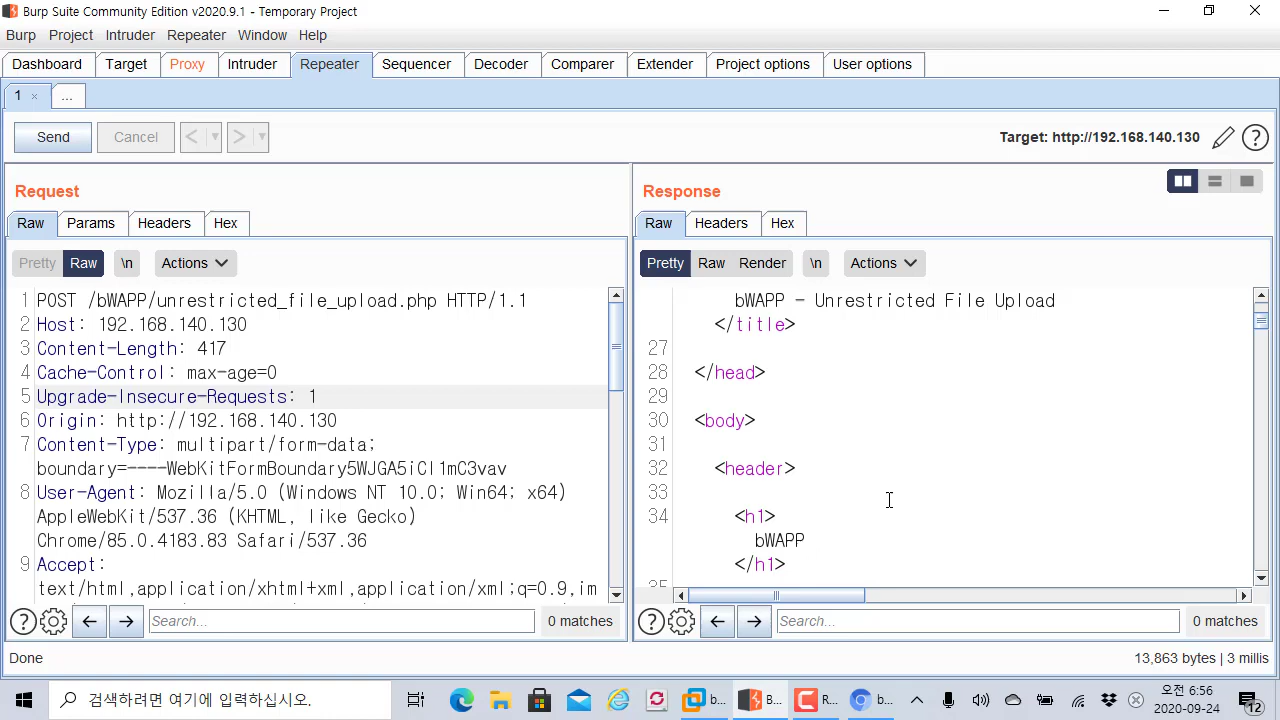 Burp Suite Community Edition v2020.9.1 - Temporary Project
Burp Project Intruder Repeater Window Help
Dashboard Target Proxy Intruder Repeater Sequencer Decoder Comparer Extender Project options User options
1 × ...
Send Cancel < >
Target: http://192.168.140.130
Request
Raw Params Headers Hex
Pretty Raw \n Actions
1 POST /bWAPP/unrestricted_file_upload.php HTTP/1.1
2 Host: 192.168.140.130
3 Content-Length: 417
4 Cache-Control: max-age=0
5 Upgrade-Insecure-Requests: 1
6 Origin: http://192.168.140.130
7 Content-Type: multipart/form-data;
boundary=----WebKitFormBoundary5WJGA5iCl1mC3vav
8 User-Agent: Mozilla/5.0 (Windows NT 10.0; Win64; x64)
AppleWebKit/537.36 (KHTML, like Gecko)
Chrome/85.0.4183.83 Safari/537.36
9 Accept:
text/html,application/xhtml+xml,application/xml;q=0.9,im
Search...
0 matches
Response
Raw Headers Hex
Pretty Raw Render \n Actions
bWAPP - Unrestricted File Upload
</title>
27
28 </head>
29
30 <body>
31
32 <header>
33
34 <h1>
bWAPP
</h1>
35
Search...
0 matches
Done
13,863 bytes | 3 millis
검색하려면 여기에 입력하십시오.
b...
B...
R...
b...
오전 6:56
2020-09-24
12